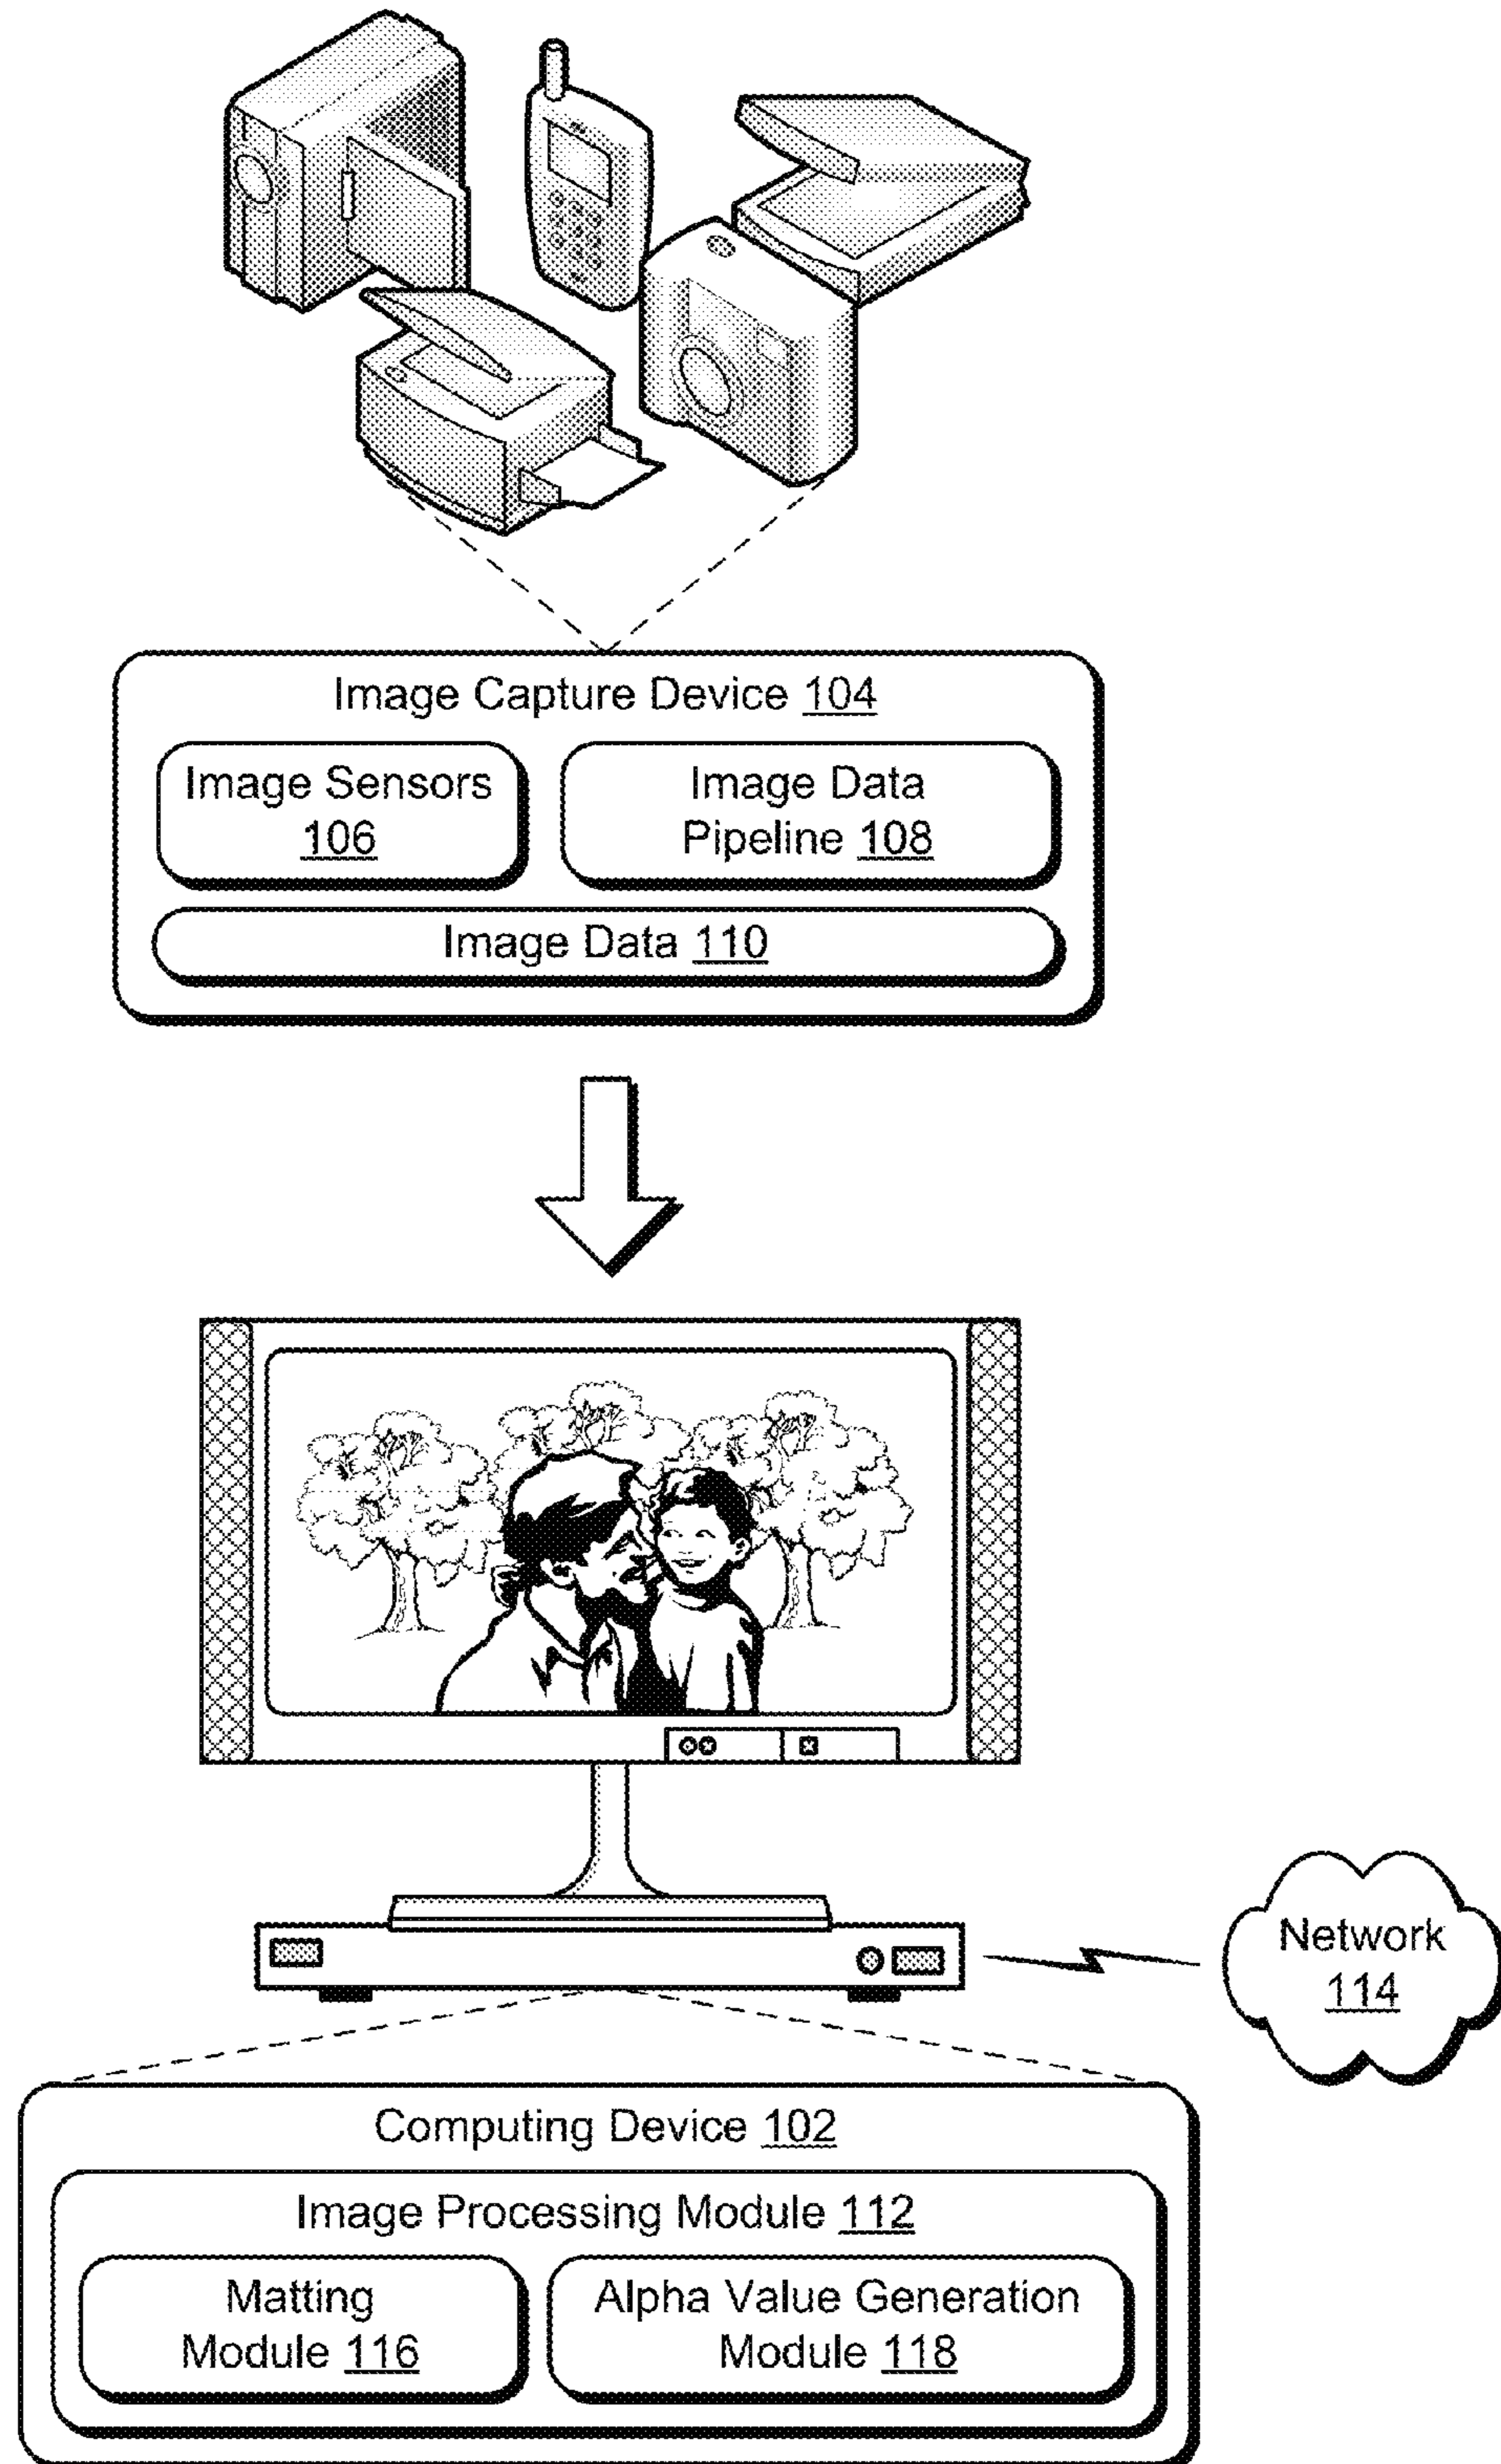 Image Capture Device 104
Image Sensors
106
Image Data
Pipeline 108
Image Data 110
Network
114
Computing Device 102
Image Processing Module 112
Matting
Module 116
Alpha Value Generation
Module 118